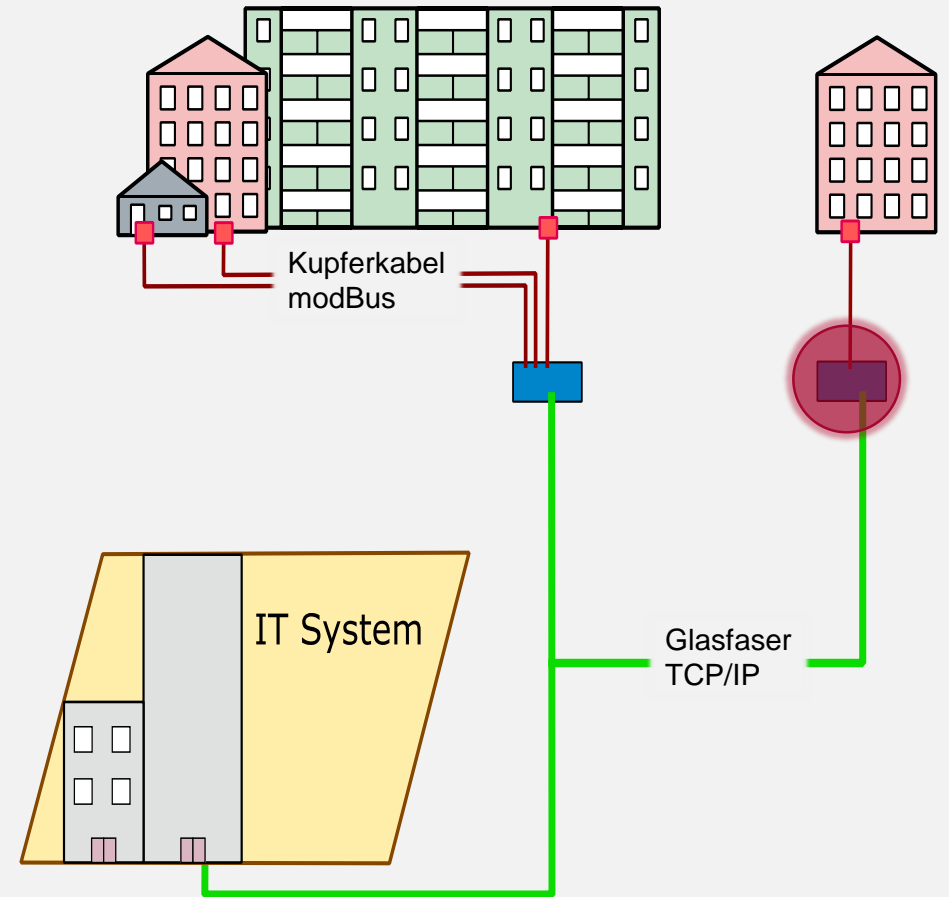 Kupferkabel
modBus
IT System
Glasfaser
TCP/IP